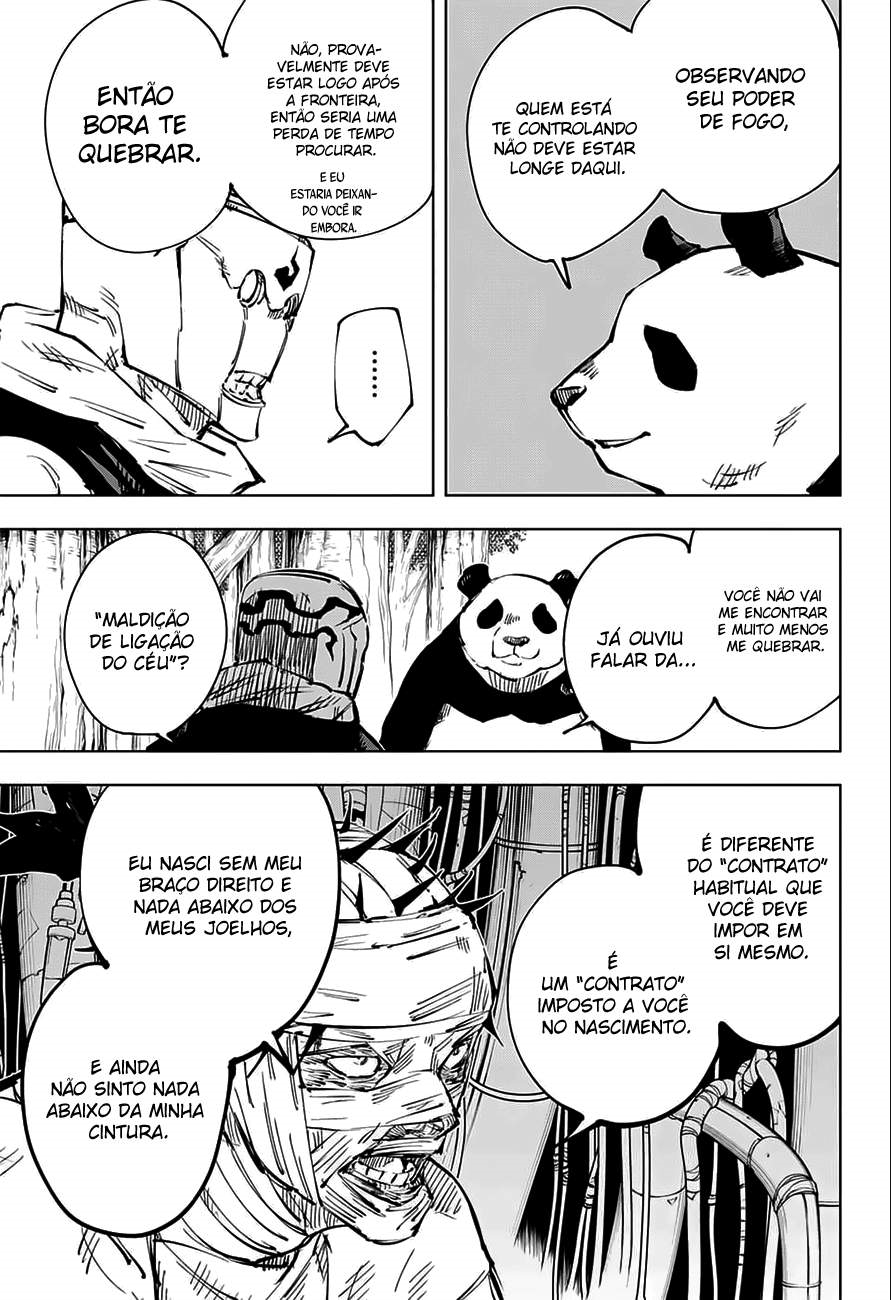 OBSERVANDO
SEU PODER
DE FOGO,
QUEM ESTÁ
TE CONTROLANDO
NÃO DEVE ESTAR
LONGE DAQUI.
NÃO, PROVA-
VELMENTE DEVE
ESTAR LOGO APÓS
A FRONTEIRA,
ENTÃO SERIA UMA
PERDA DE TEMPO
PROCURAR.
E EU
ESTARIA DEIXAN-
DO VOCÊ IR
EMBORA.
ENTÃO
BORA TE
QUEBRAR.
......
VOCÊ NÃO VAI
ME ENCONTRAR
E MUITO MENOS
ME QUEBRAR.
JÁ OUVIU
FALAR DA...
"MALDIÇÃO
DE LIGAÇÃO
DO CÉU"?
É DIFERENTE
DO "CONTRATO"
HABITUAL QUE
VOCÊ DEVE
IMPOR EM
SI MESMO.
É
UM "CONTRATO"
IMPOSTO A VOCÊ
NO NASCIMENTO.
EU NASCI SEM MEU
BRAÇO DIREITO E
NADA ABAIXO DOS
MEUS JOELHOS,
E AINDA
NÃO SINTO NADA
ABAIXO DA MINHA
CINTURA.